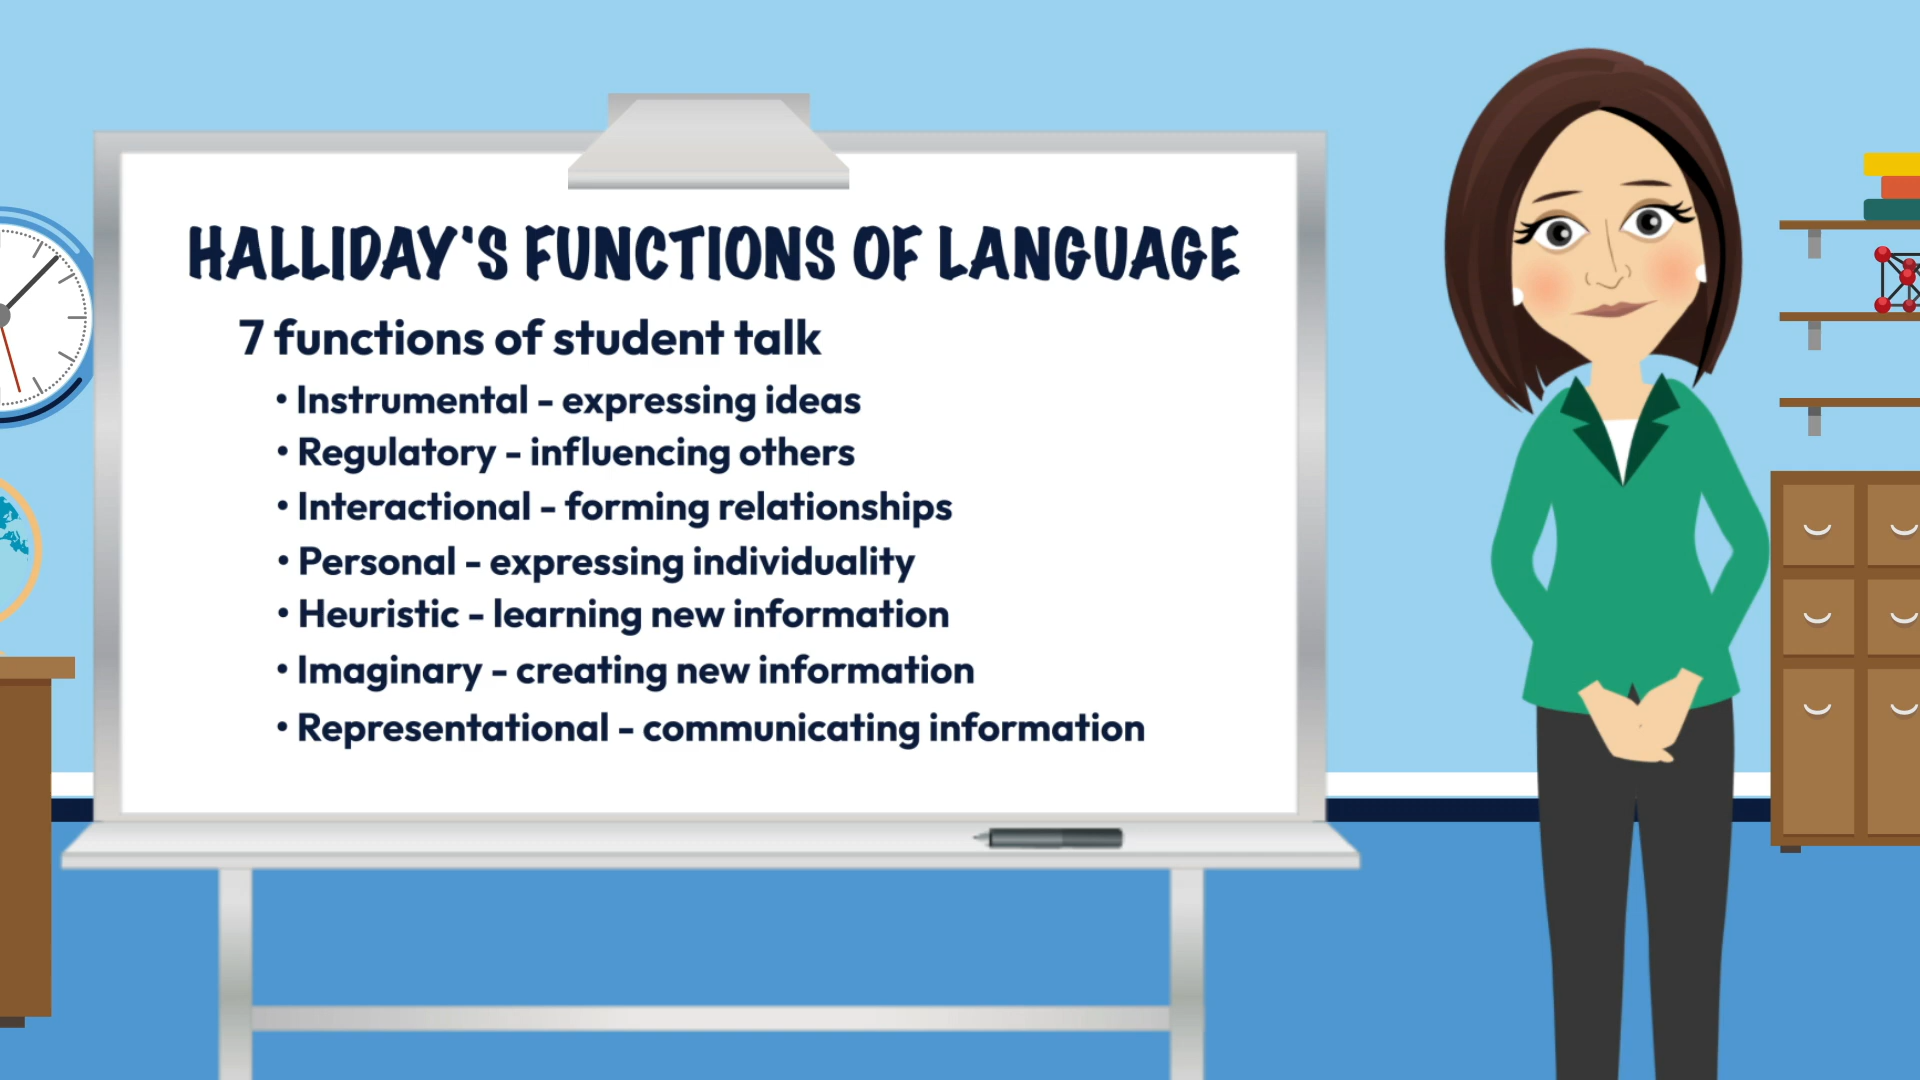 HALLIDAY'S FUNCTIONS OF LANGUAGE
7 functions of student talk
• Instrumental - expressing ideas
• Regulatory - influencing others
• Interactional - forming relationships
• Personal - expressing individuality
• Heuristic - learning new information
• Imaginary - creating new information
• Representational - communicating information